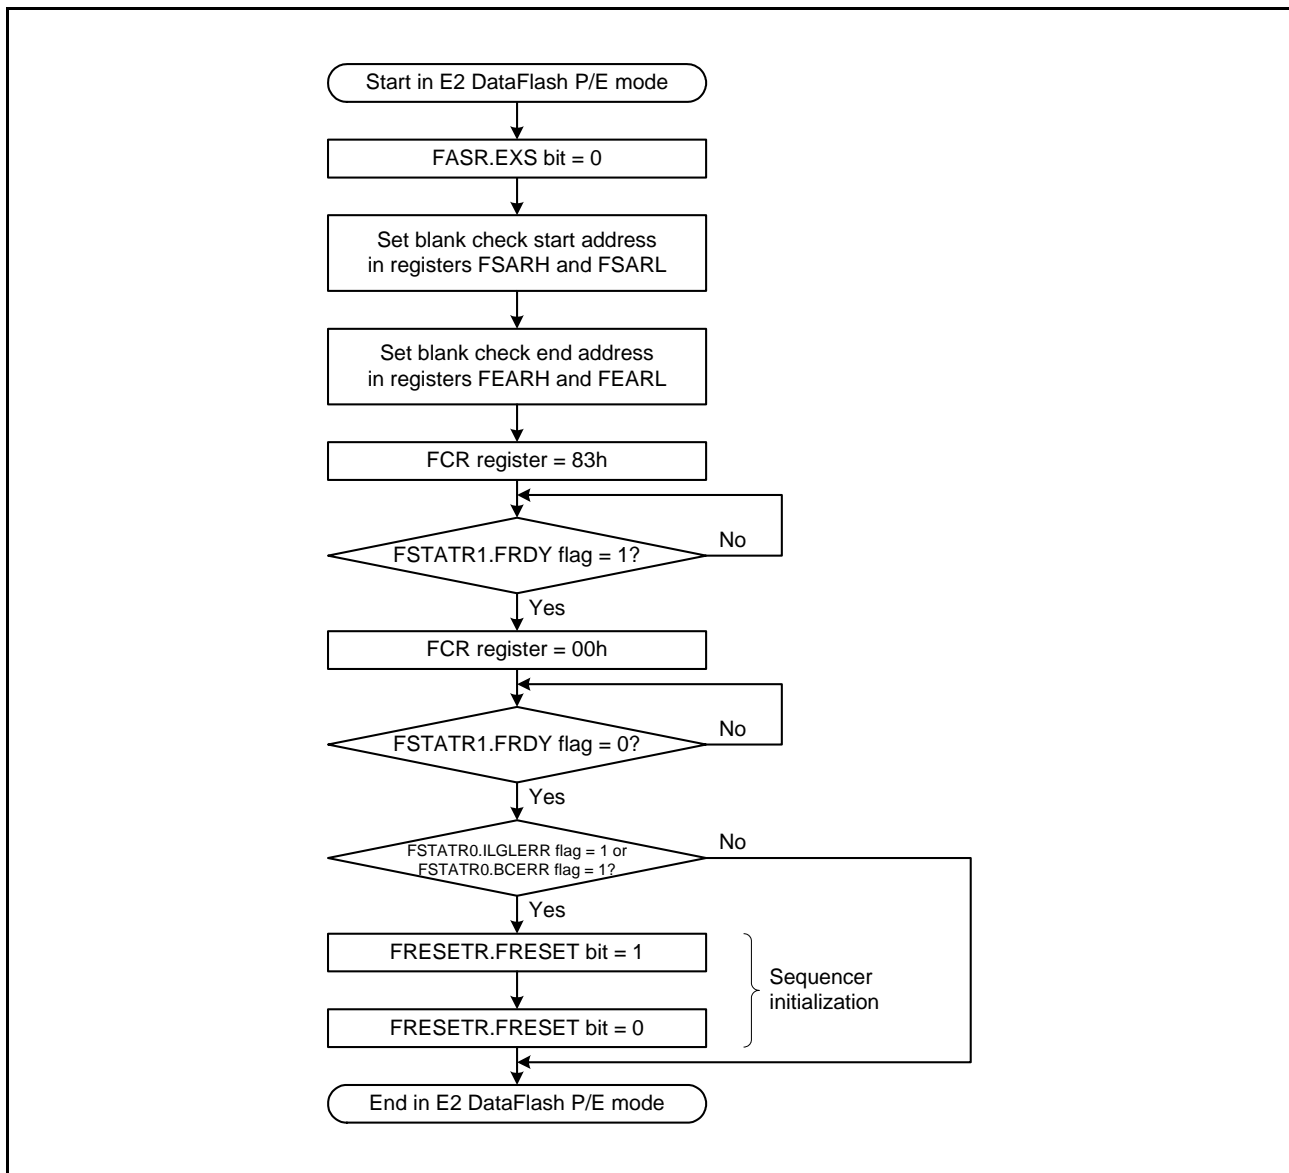 Start in E2 DataFlash P/E mode
FASR.EXS bit = 0
Set blank check start address
in registers FSARH and FSARL
Set blank check end address
in registers FEARH and FEARL
FCR register = 83h
FSTATR1.FRDY flag = 1?
No
Yes
FCR register = 00h
FSTATR1.FRDY flag = 0?
No
Yes
FSTATR0.ILGLERR flag = 1 or
FSTATR0.BCERR flag = 1?
No
Yes
FRESETR.FRESET bit = 1
Sequencer
initialization
FRESETR.FRESET bit = 0
End in E2 DataFlash P/E mode